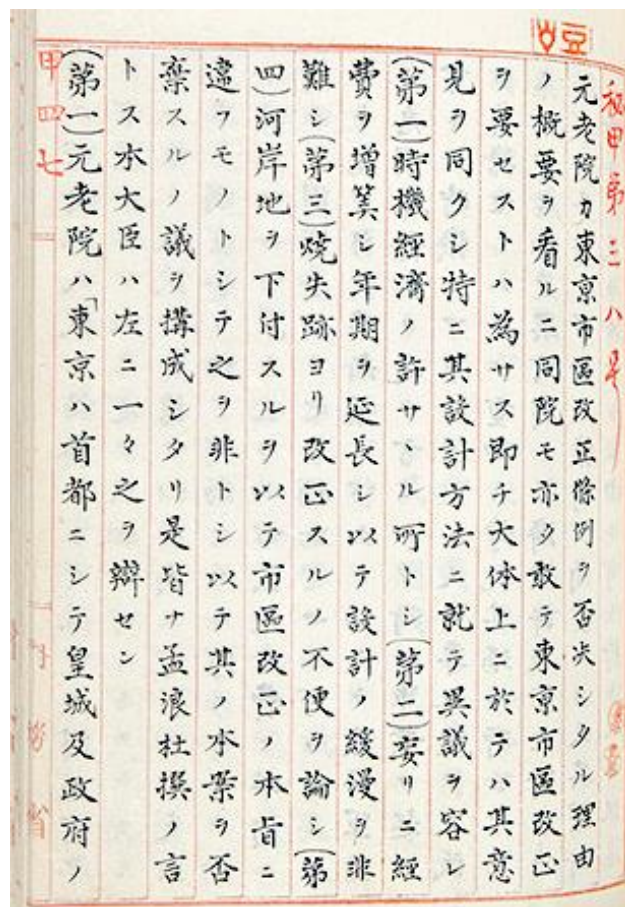 秘甲第三八号
元老院カ東京市區改正條例ヲ否决シタル理由
ノ概要ヲ看ルニ同院モ亦タ敢テ東京市區改正
ヲ要セストハ為サス即チ大体上ニ於テハ其意
見ヲ同クシ特ニ其設計方法ニ就テ異議ヲ容レ
(第一)時機經濟ノ許サヽル所トシ(第二)妄リニ經
費ヲ增筭シ年期ヲ延長シ以テ設計ノ緩漫ヲ非
難シ(第三)燒失跡ヨリ改正スルノ不便ヲ論シ(第
四)河岸地ヲ下付スルヲ以テ市區改正ノ本旨ニ
違フモノトシテ之ヲ非トシ以テ其ノ本案ヲ否
棄スルノ議ヲ搆成シタリ是皆ナ孟浪杜撰ノ言
トス本大臣ハ左ニ一々之ヲ辯セン
(第一)元老院ハ「東京ハ首都ニシテ皇城及政府ノ
甲四七
省